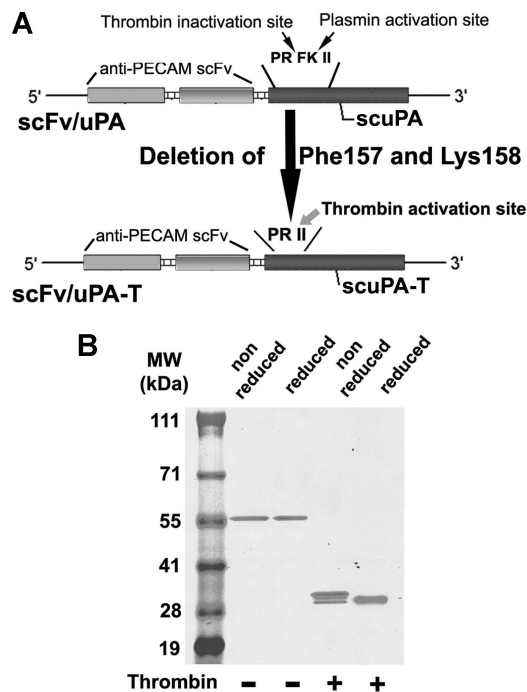 A
Thrombin inactivation site Plasmin activation site
PR FK II
anti-PECAM scFv
5' 3'
scFv/uPA scuPA
Deletion of Phe157 and Lys158
PR II Thrombin activation site
anti-PECAM scFv
5' 3'
scFv/uPA-T scuPA-T
B
MW
(kDa)
non
reduced
reduced
non
reduced
reduced
111
71
55
41
28
19
Thrombin – – + +